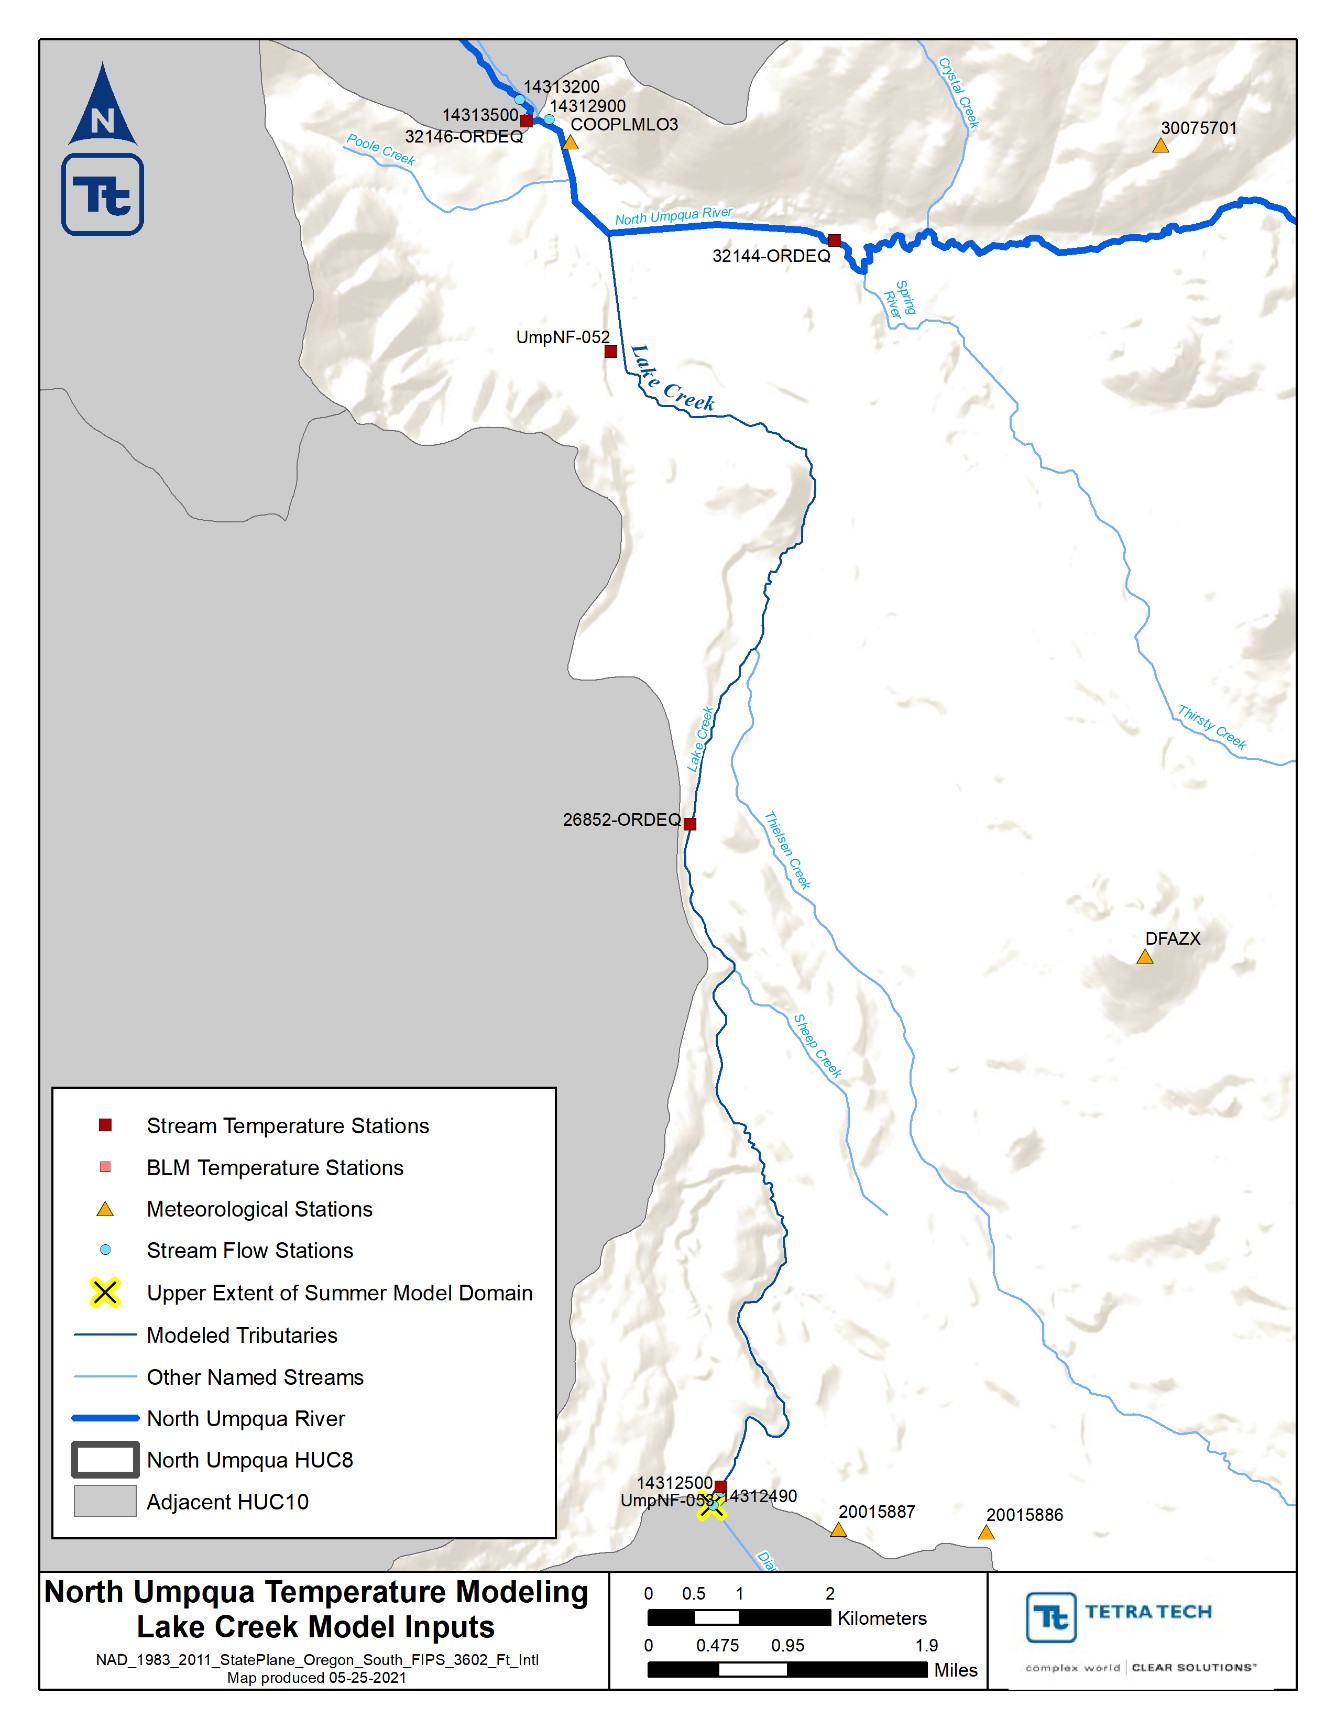 14313200
14312900
14313500
COOPLMLO3
32146-ORDEQ
Crystal Creek
30075701
N
Tt
Poole Creek
North Umpqua River
32144-ORDEQ
Spring
River
UmpNF-052
Lake Creek
Thirsty Creek
Lake Creek
26852-ORDEQ
Thielsen Creek
DFAZX
Sheep Creek
Stream Temperature Stations
BLM Temperature Stations
Meteorological Stations
Stream Flow Stations
Upper Extent of Summer Model Domain
Modeled Tributaries
Other Named Streams
North Umpqua River
North Umpqua HUC8
Adjacent HUC10
14312500
UmpNF-053
14312490
20015887
20015886
North Umpqua Temperature Modeling
Lake Creek Model Inputs
NAD_1983_2011_StatePlane_Oregon_South_FIPS_3602_Ft_Intl
Map produced 05-25-2021
0 0.5 1 2
Kilometers
0 0.475 0.95 1.9
Miles
Tt TETRA TECH
complex world | CLEAR SOLUTIONS™